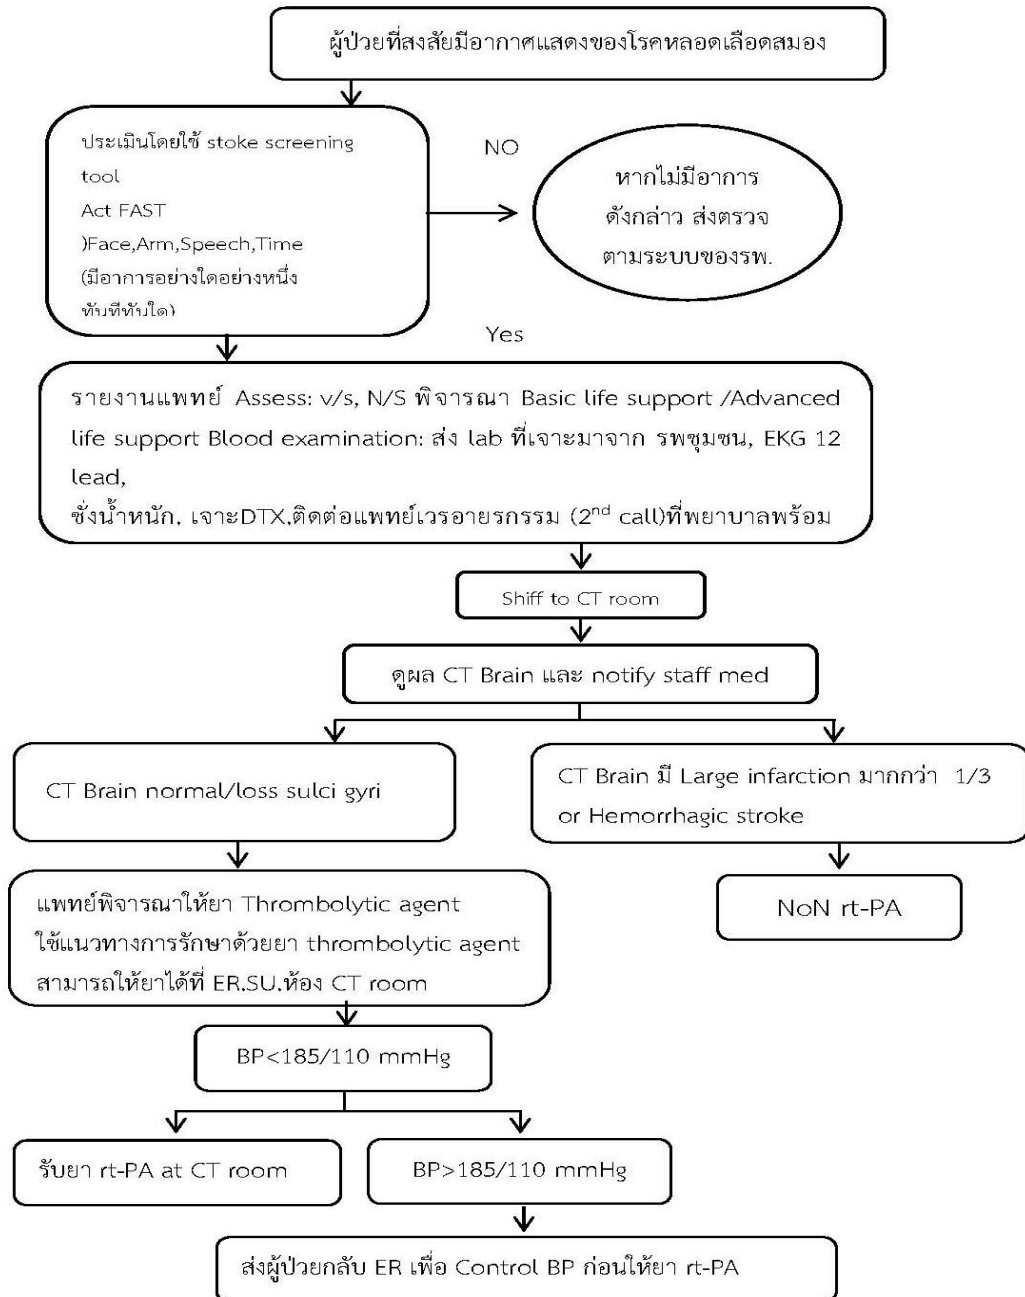 ผู้ป่วยที่สงสัยมีอากาศแสดงของโรคหลอดเลือดสมอง
ประเมินโดยใช้ stoke screening
tool
Act FAST
)Face,Arm,Speech,Time
(มีอาการอย่างใดอย่างหนึ่ง
ทันทีทันใด)
NO
หากไม่มีอาการ
ดังกล่าว ส่งตรวจ
ตามระบบของรพ.
Yes
รายงานแพทย์ Assess: v/s, N/S พิจารณา Basic life support /Advanced
life support Blood examination: ส่ง lab ที่เจาะมาจาก รพชุมชน, EKG 12
lead,
ชั่งน้ำหนัก, เจาะDTX,ติดต่อแพทย์เวรอายรกรรม (2nd call)ที่พยาบาลพร้อม
Shiff to CT room
ดูผล CT Brain และ notify staff med
CT Brain normal/loss sulci gyri
CT Brain มี Large infarction มากกว่า 1/3
or Hemorrhagic stroke
แพทย์พิจารณาให้ยา Thrombolytic agent
ใช้แนวทางการรักษาด้วยยา thrombolytic agent
สามารถให้ยาได้ที่ ER.SU.ห้อง CT room
NoN rt-PA
BP<185/110 mmHg
รับยา rt-PA at CT room
BP>185/110 mmHg
ส่งผู้ป่วยกลับ ER เพื่อ Control BP ก่อนให้ยา rt-PA